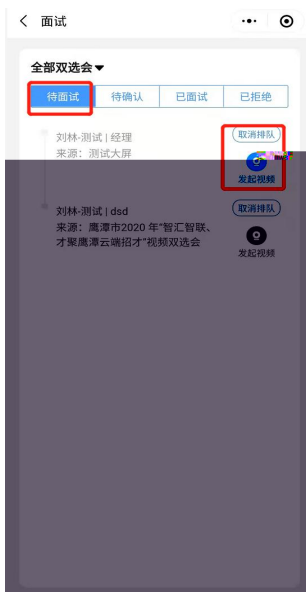 面试
全部双选会
待面试 待确认 已面试 已拒绝
刘林-测试 | 经理 取消排队
来源：测试大屏
发起视频
刘林-测试 | dsd 取消排队
来源：鹰潭市2020 年“智汇智联、
才聚鹰潭云端招才”视频双选会
发起视频